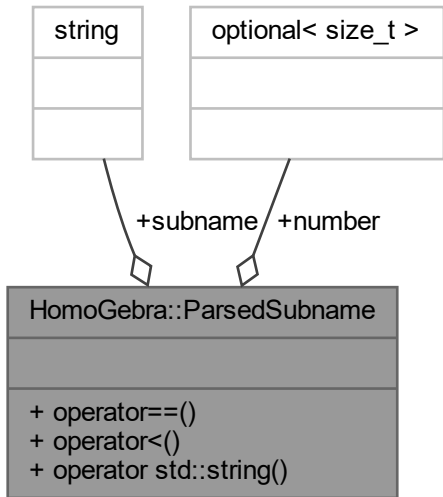 string
optional< size_t >
+subname
+number
HomoGebra::ParsedSubname
+ operator==()
+ operator<()
+ operator std::string()